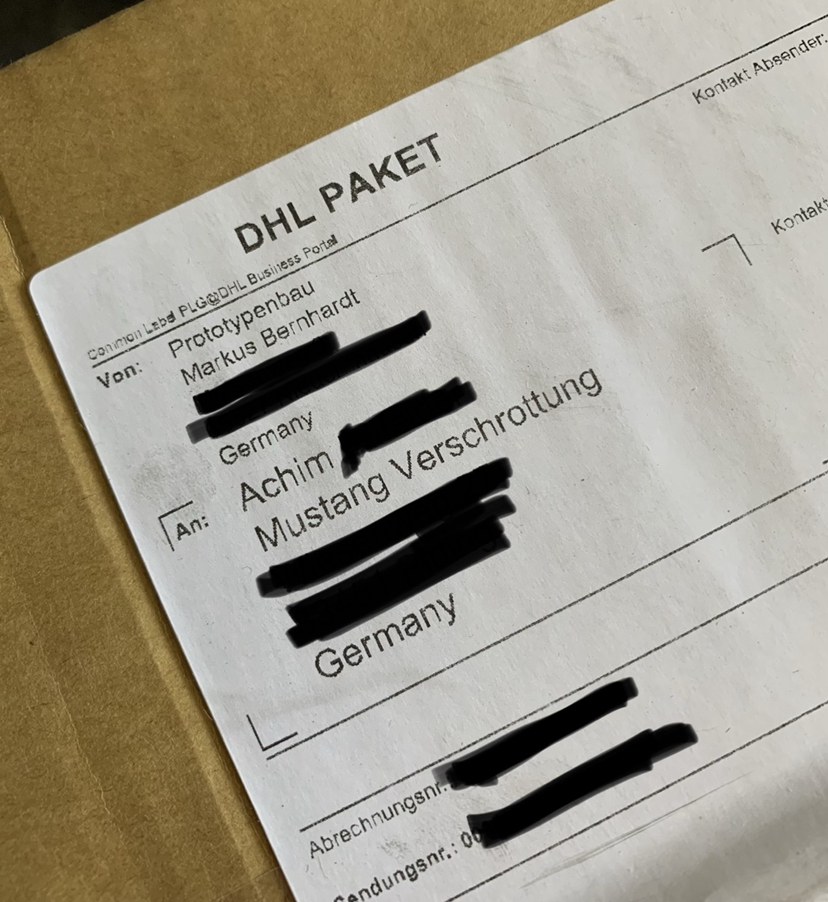 Kontakt Absender:
DHL PAKET
Common Label PLG@DHL Business Portal
Kontakt
Von: Prototypenbau
Markus Bernhardt
Germany
An: Achim
Mustang Verschrottung
Germany
Abrechnungsnr.
Sendungsnr.: 00